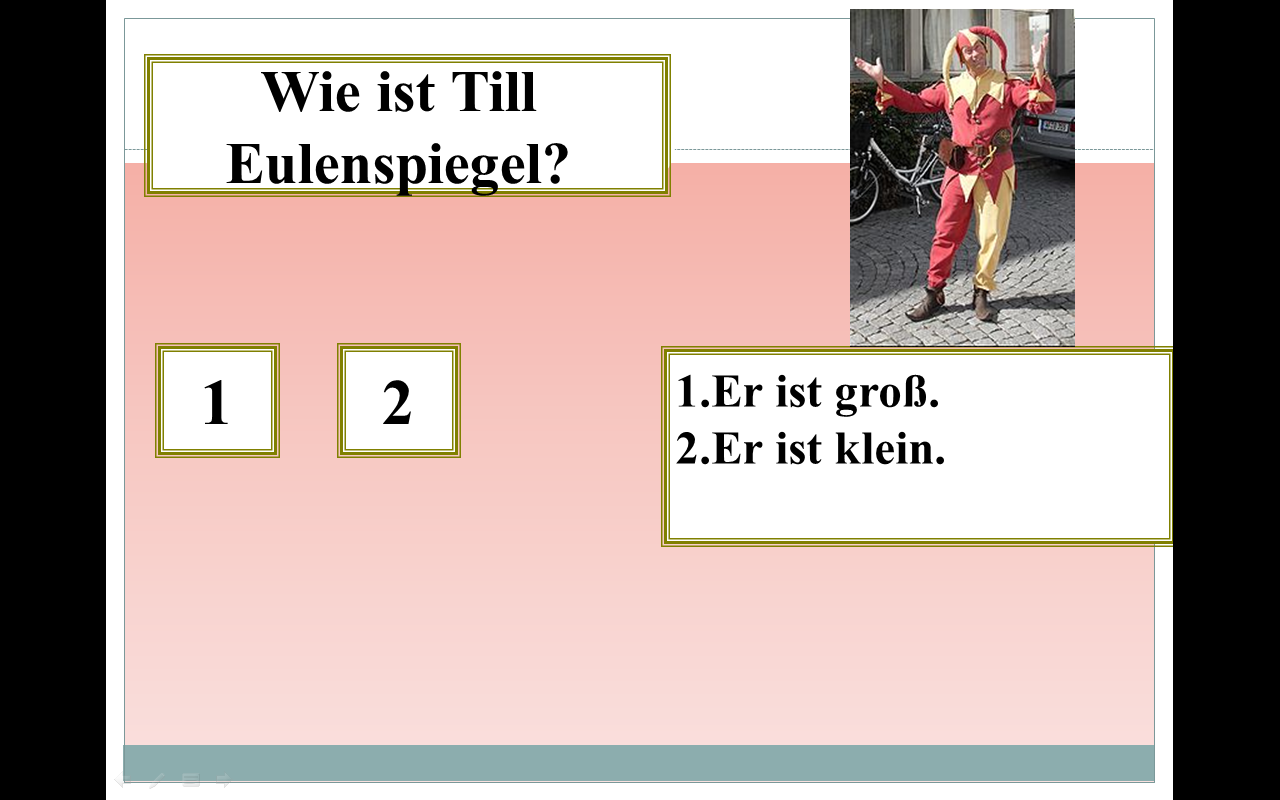 Wie ist Till
Eulenspiegel?
1
2
1.Er ist groß.
2.Er ist klein.